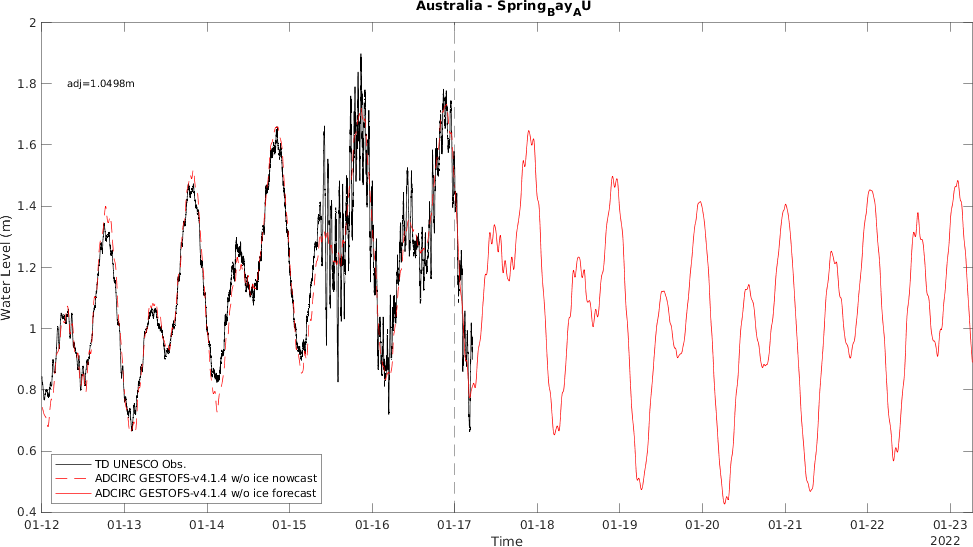 Australia - SpringBayAU
2
1.8
adj=1.0498m
1.6
1.4
1.2
1
0.8
0.6
0.4
Water Level (m)
TD UNESCO Obs.
ADCIRC GESTOFS-v4.1.4 w/o ice nowcast
ADCIRC GESTOFS-v4.1.4 w/o ice forecast
01-12 01-13 01-14 01-15 01-16 01-17 01-18 01-19 01-20 01-21 01-22 01-23
Time 2022